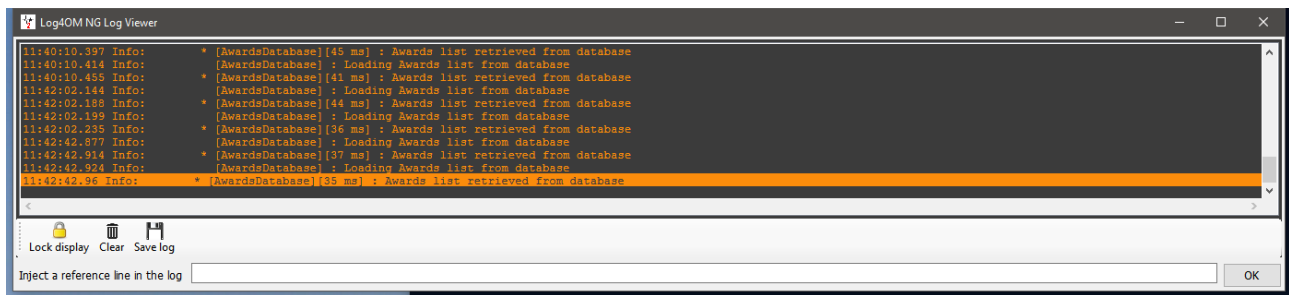 Log4OM NG Log Viewer
11:40:10.397 Info: * [AwardsDatabase][45 ms] : Awards list retrieved from database
11:40:10.414 Info: [AwardsDatabase] : Loading Awards list from database
11:40:10.455 Info: * [AwardsDatabase][41 ms] : Awards list retrieved from database
11:42:02.144 Info: [AwardsDatabase] : Loading Awards list from database
11:42:02.188 Info: * [AwardsDatabase][44 ms] : Awards list retrieved from database
11:42:02.199 Info: [AwardsDatabase] : Loading Awards list from database
11:42:02.235 Info: * [AwardsDatabase][36 ms] : Awards list retrieved from database
11:42:42.877 Info: [AwardsDatabase] : Loading Awards list from database
11:42:42.914 Info: * [AwardsDatabase][37 ms] : Awards list retrieved from database
11:42:42.924 Info: [AwardsDatabase] : Loading Awards list from database
11:42:42.96 Info: * [AwardsDatabase][35 ms] : Awards list retrieved from database
Lock display Clear Save log
Inject a reference line in the log OK